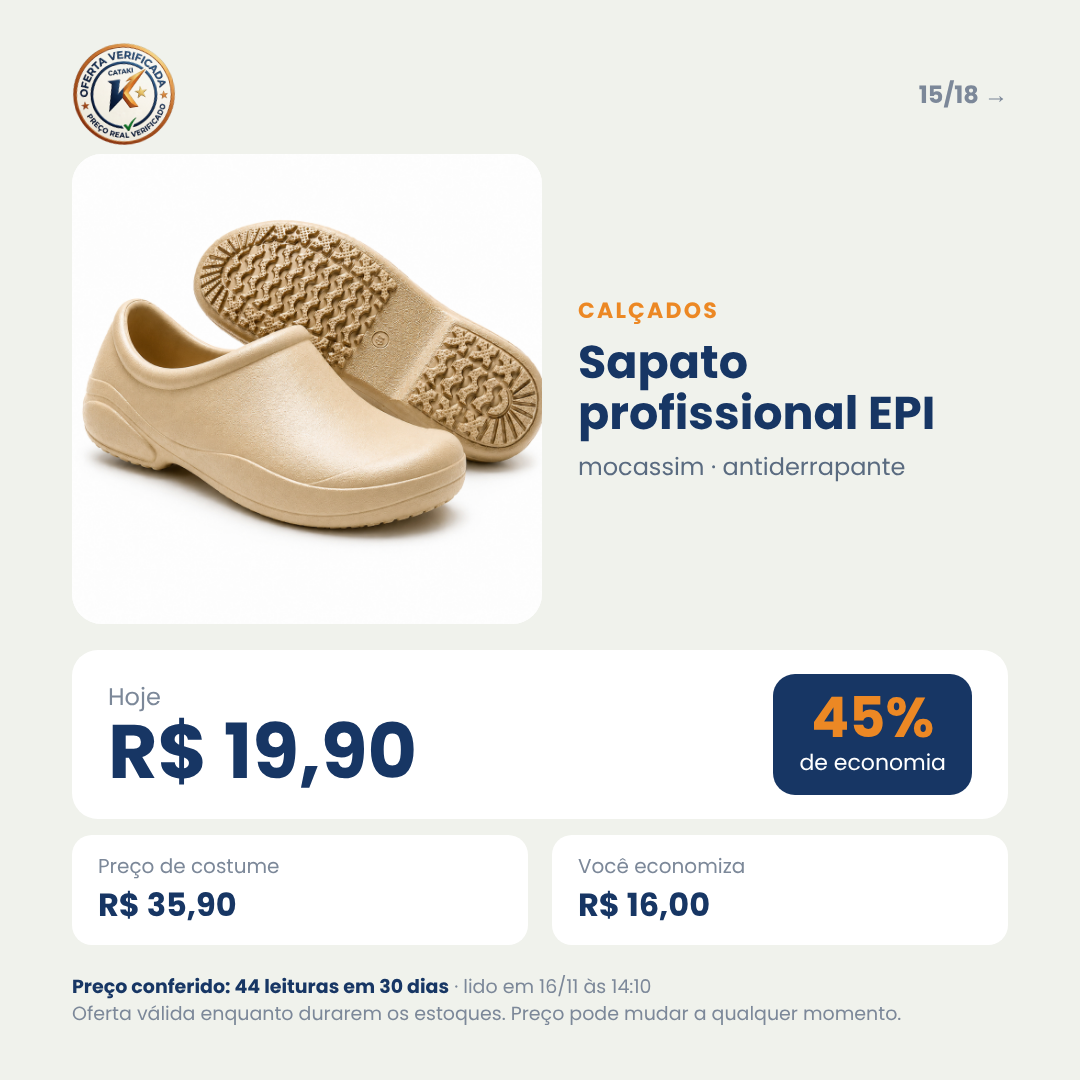 OFERTA VERIFICADA
CATAKI
K
PREÇO REAL VERIFICADO
15/18 →
CALÇADOS
Sapato
profissional EPI
mocassim · antiderrapante
Hoje
R$ 19,90
45%
de economia
Preço de costume
R$ 35,90
Você economiza
R$ 16,00
Preço conferido: 44 leituras em 30 dias · lido em 16/11 às 14:10
Oferta válida enquanto durarem os estoques. Preço pode mudar a qualquer momento.